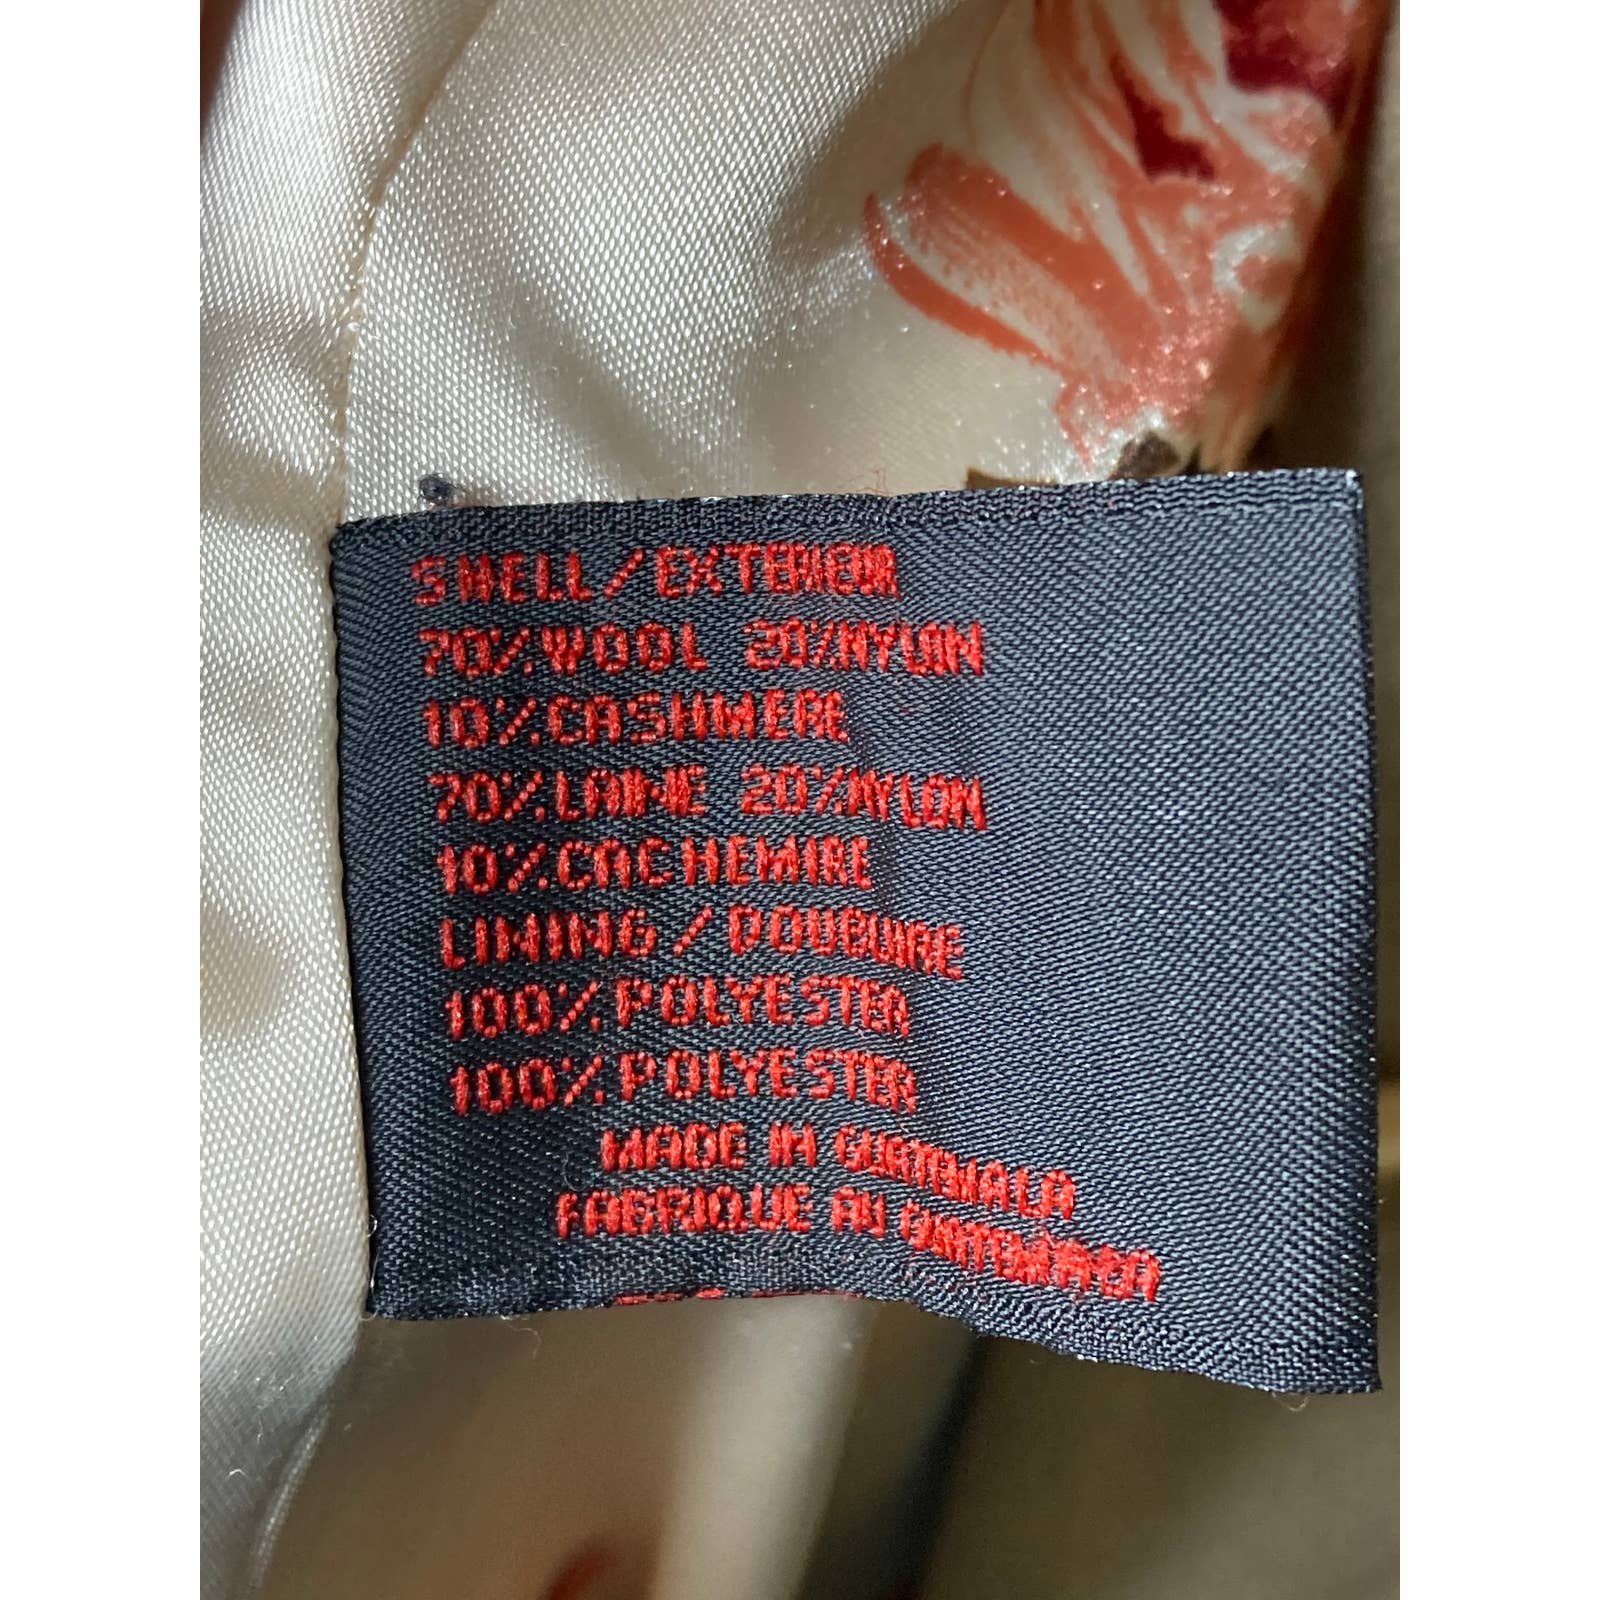 SHELL/EXTERIEUR
70%WOOL 20%NYLON
10%CASHMERE
70%LAINE 20%NYLON
10%CACHEMIRE
LINING/DOUBLURE
100%POLYESTER
100%POLYESTER
MADE IN GUATEMALA
FABRIQUE AU GUATEMALA